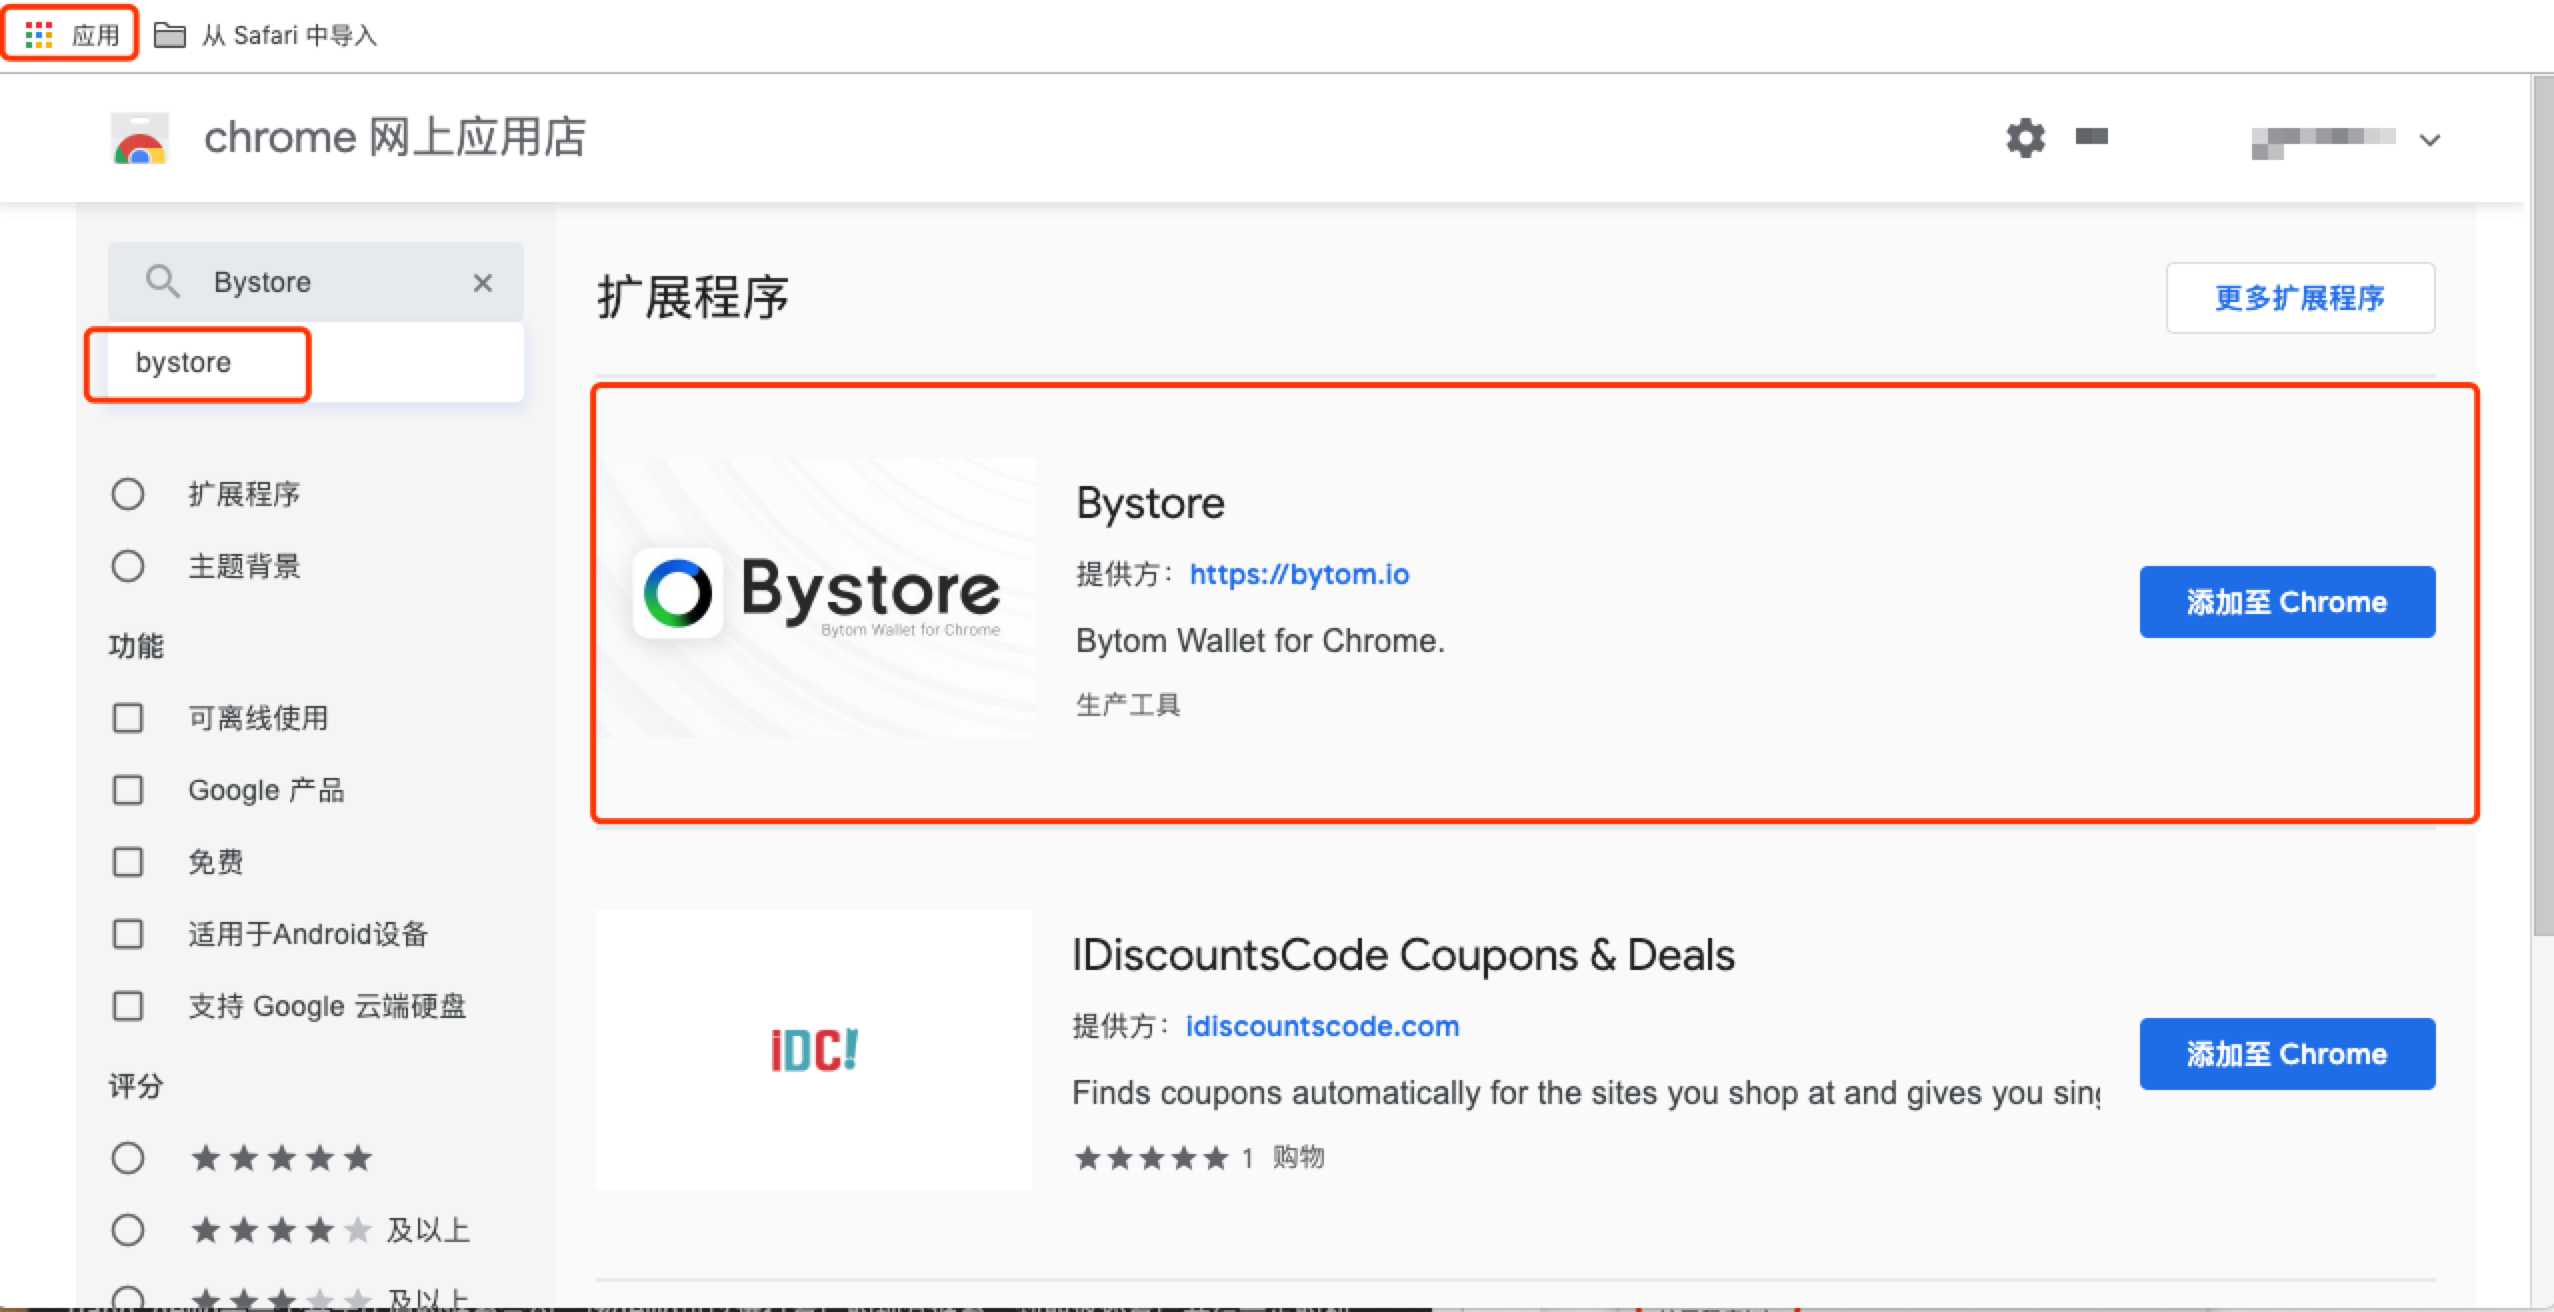 应用 从 Safari 中导入
chrome 网上应用店
Bystore
bystore
扩展程序
主题背景
功能
可离线使用
Google 产品
免费
适用于Android设备
支持 Google 云端硬盘
评分
及以上
及以上
扩展程序
更多扩展程序
Bystore
Bytom Wallet for Chrome
Bystore
提供方： https://bytom.io
Bytom Wallet for Chrome.
生产工具
添加至 Chrome
iDC!
IDiscountsCode Coupons & Deals
提供方： idiscountscode.com
Finds coupons automatically for the sites you shop at and gives you
1 购物
添加至 Chrome